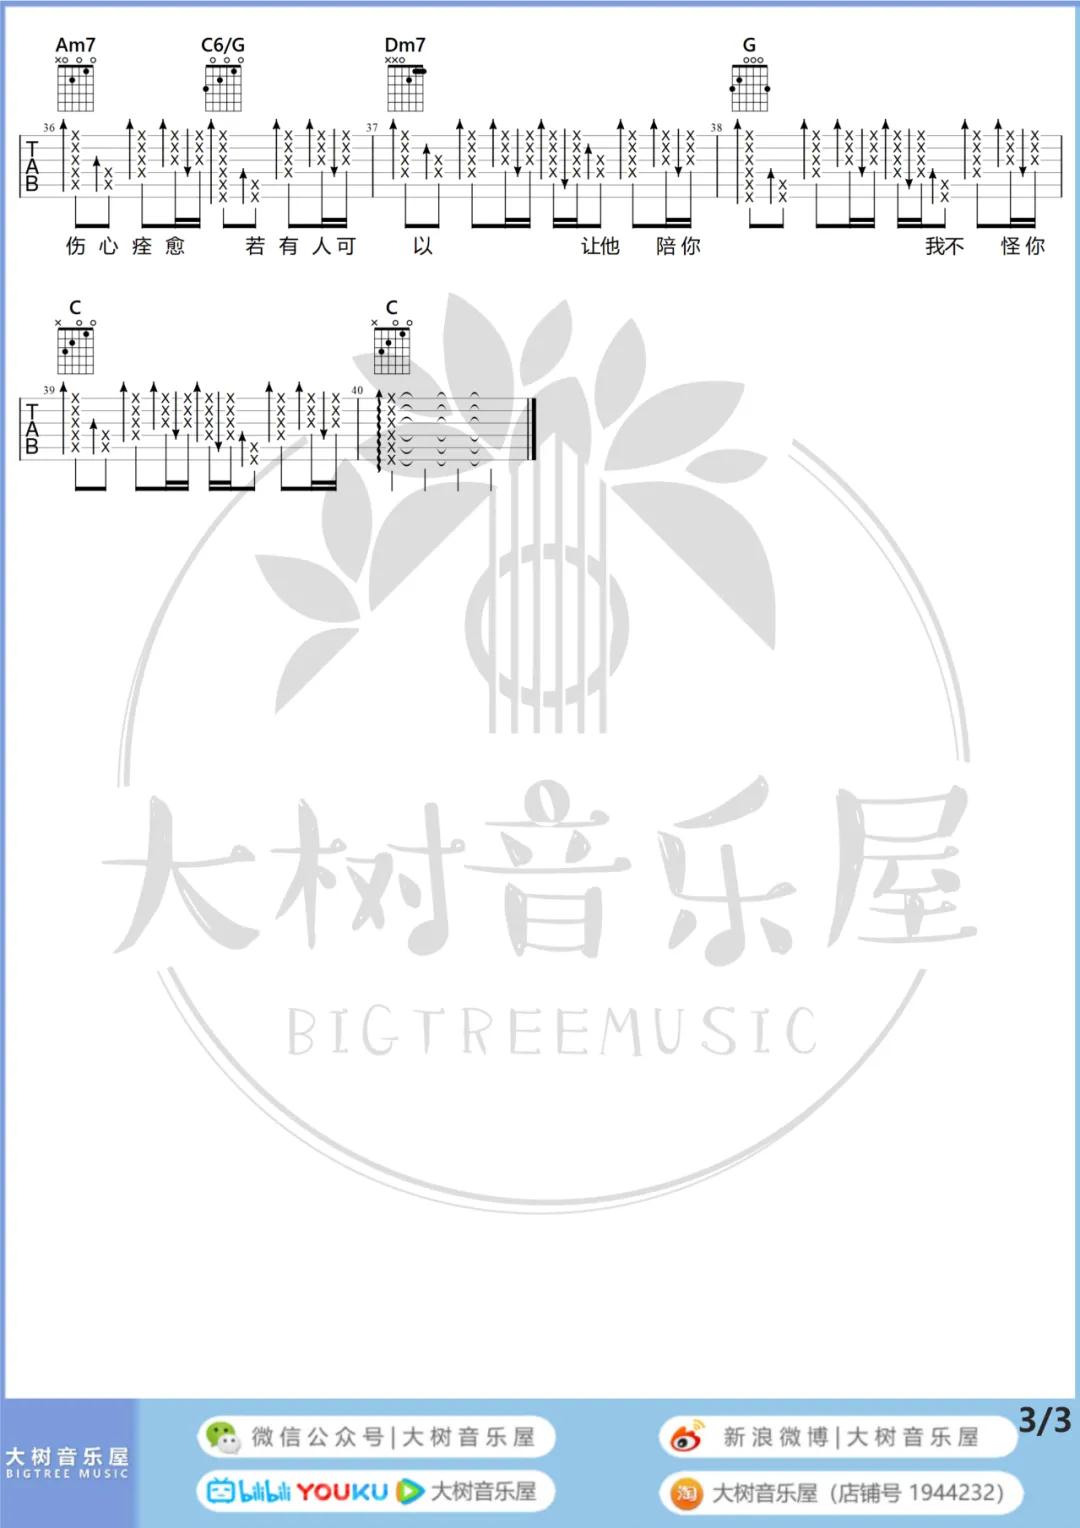 Am7 C6/G Dm7 G
36 37 38
TAB
伤心痊愈 若有人可以 让他陪你 我不怪你
C C
39 40
TAB
大树音乐屋
BIGTREEMUSIC
3/3
大树音乐屋
BIGTREE MUSIC
微信公众号|大树音乐屋
新浪微博|大树音乐屋
bilibili YOUKU 大树音乐屋
淘 大树音乐屋（店铺号 1944232）